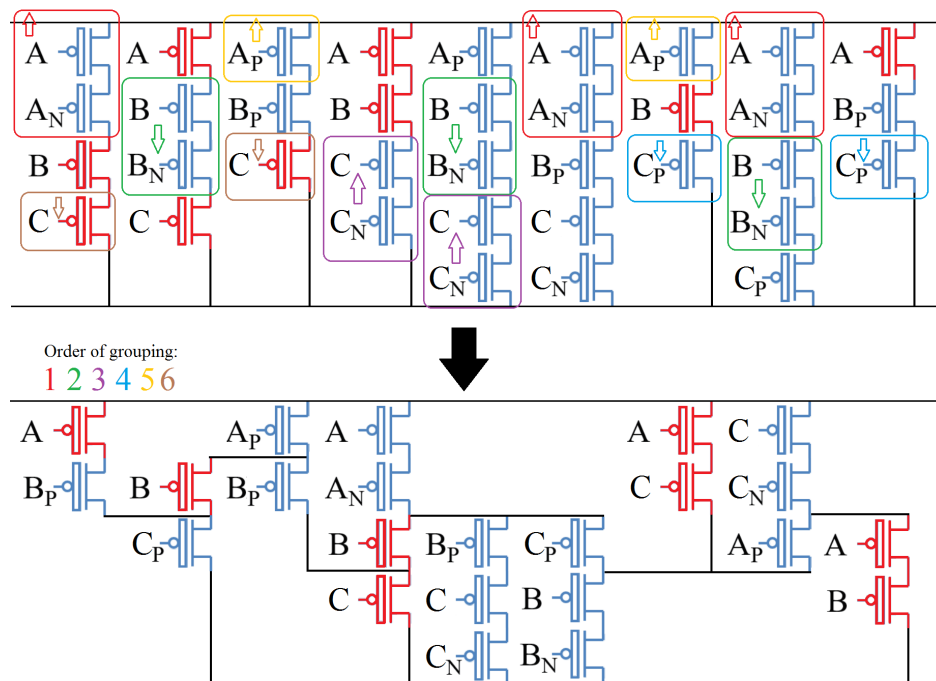 A A A_P A A_P A A_P A A
A_N B B_P B B A_N B A_N B_P
B B_N C C B_N B_P C_P B C_P
C C C_N C C B_N
C_N C_N C_P
Order of grouping:
1 2 3 4 5 6
A A_P A A C
B_P B B_P A_N C C_N
C_P B B_P C_P A_P A
C C B B
C_N B_N